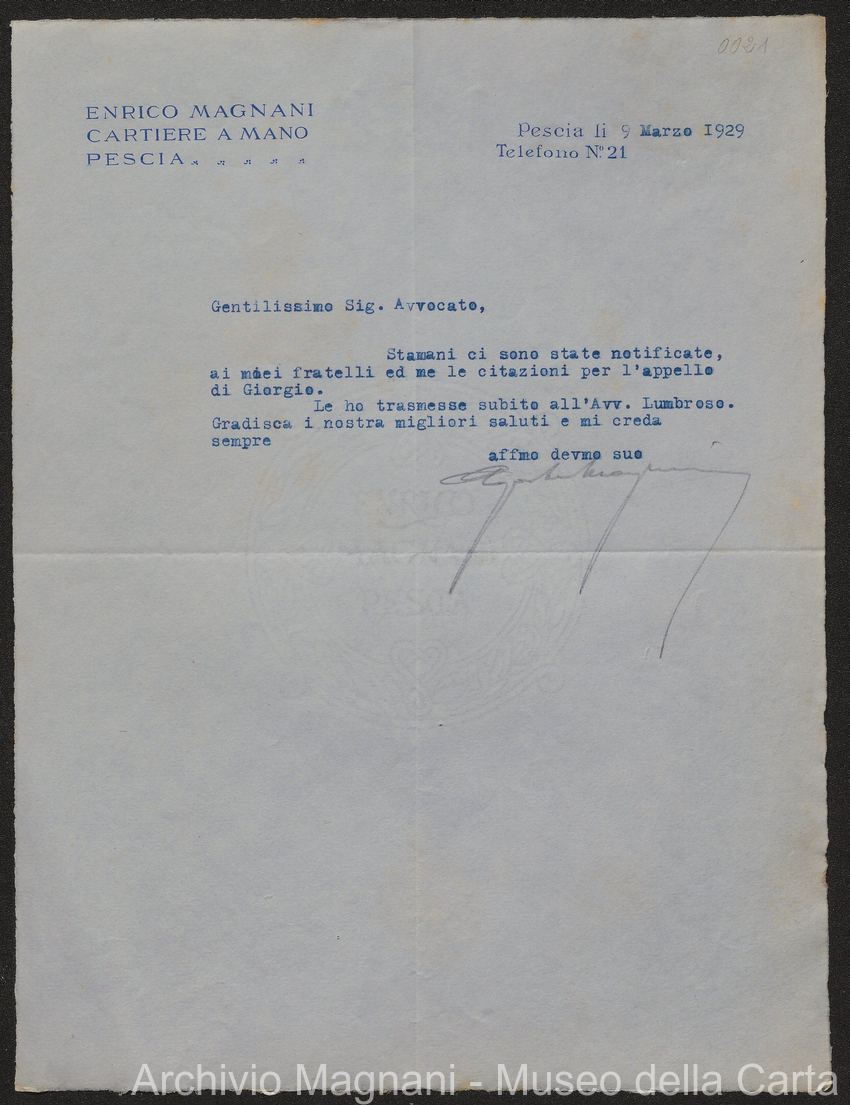 0021
ENRICO MAGNANI
CARTIERE A MANO
PESCIA
Pescia li 9 Marzo 1929
Telefono Nº 21
Gentilissimo Sig. Avvocato,
Stamani ci sono state notificate,
ai miei fratelli ed me le citazioni per l'appello
di Giorgio.
Le ho trasmesse subito all'Avv. Lumbroso.
Gradisca i nostra migliori saluti e mi creda
sempre
affmo devmo suo
Magnani
Archivio Magnani - Museo della Carta